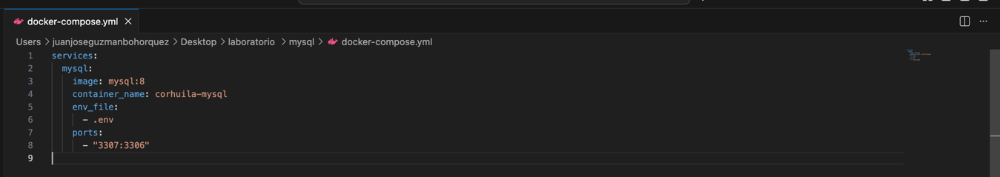 docker-compose.yml
Users > juanjoseguzmanbohorquez > Desktop > laboratorio > mysql > docker-compose.yml
1 services:
2   mysql:
3     image: mysql:8
4     container_name: corhuila-mysql
5     env_file:
6       - .env
7     ports:
8       - "3307:3306"
9